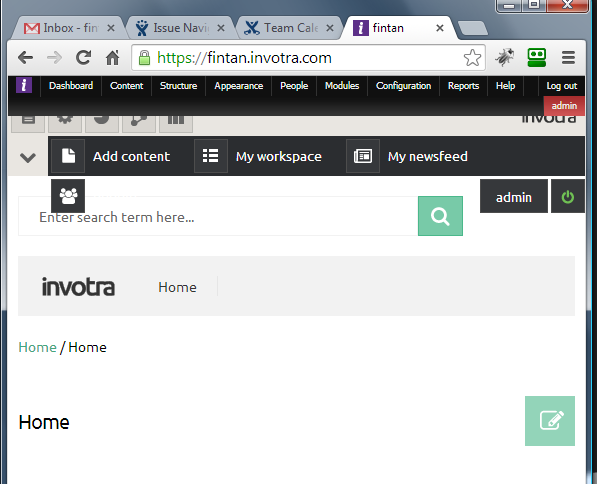 Inbox - fin
Issue Navi
Team Cale
fintan
https://fintan.invotra.com
i Dashboard Content Structure Appearance People Modules Configuration Reports Help Log out
admin
invotra
Add content My workspace My newsfeed
admin
Enter search term here...
invotra Home
Home / Home
Home